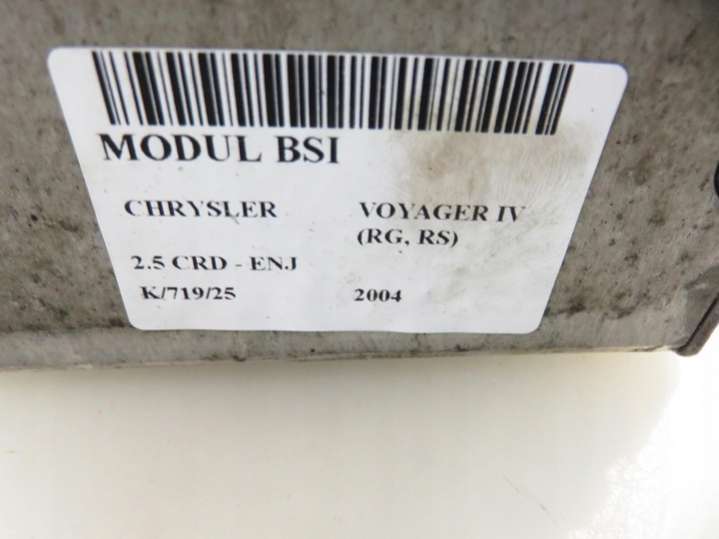 MODUL BSI
CHRYSLER VOYAGER IV
(RG, RS)
2.5 CRD - ENJ
K/719/25 2004